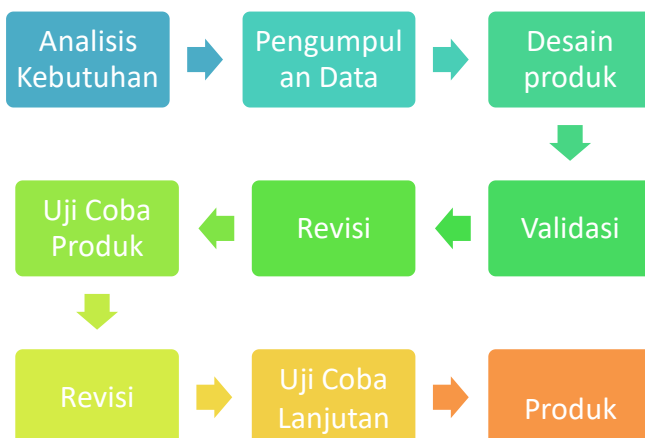 Analisis
Kebutuhan
Pengumpul
an Data
Desain
produk
Validasi
Revisi
Uji Coba
Produk
Revisi
Uji Coba
Lanjutan
Produk